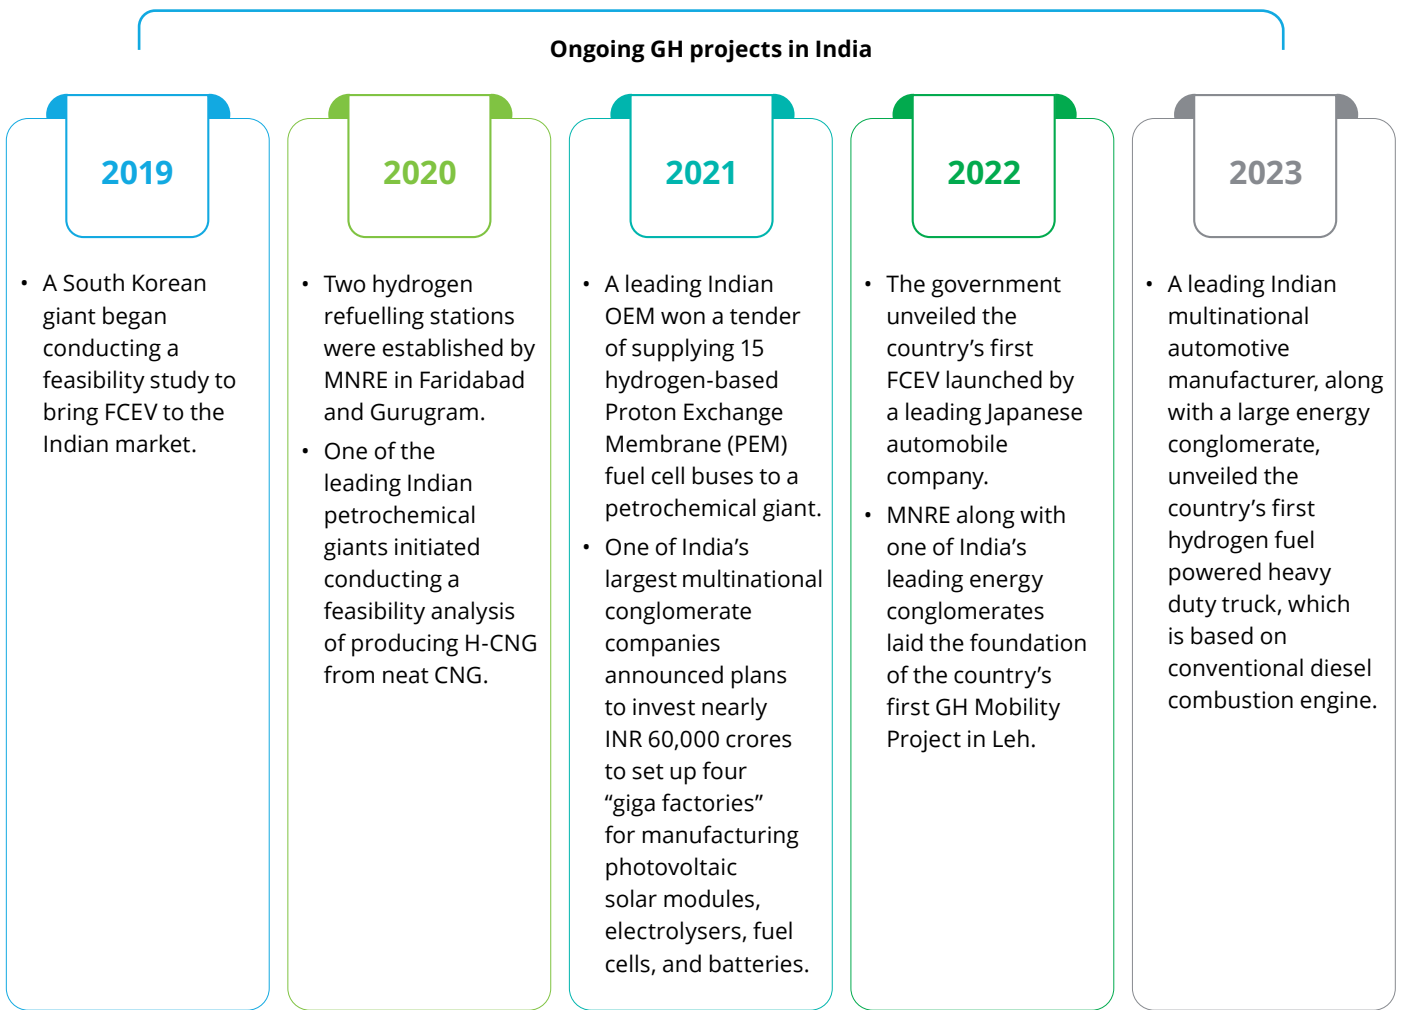 Ongoing GH projects in India
2019
• A South Korean
giant began
conducting a
feasibility study to
bring FCEV to the
Indian market.
2020
• Two hydrogen
refuelling stations
were established by
MNRE in Faridabad
and Gurugram.
• One of the
leading Indian
petrochemical
giants initiated
conducting a
feasibility analysis
of producing H-CNG
from neat CNG.
2021
• A leading Indian
OEM won a tender
of supplying 15
hydrogen-based
Proton Exchange
Membrane (PEM)
fuel cell buses to a
petrochemical giant.
• One of India’s
largest multinational
conglomerate
companies
announced plans
to invest nearly
INR 60,000 crores
to set up four
“giga factories”
for manufacturing
photovoltaic
solar modules,
electrolysers, fuel
cells, and batteries.
2022
• The government
unveiled the
country’s first
FCEV launched by
a leading Japanese
automobile
company.
• MNRE along with
one of India’s
leading energy
conglomerates
laid the foundation
of the country’s
first GH Mobility
Project in Leh.
2023
• A leading Indian
multinational
automotive
manufacturer, along
with a large energy
conglomerate,
unveiled the
country’s first
hydrogen fuel
powered heavy
duty truck, which
is based on
conventional diesel
combustion engine.